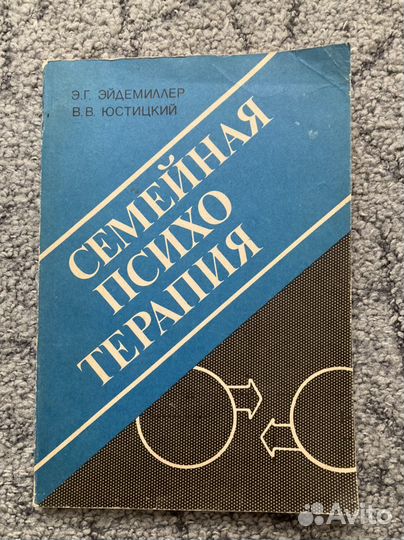 Э.Г. ЭЙДЕМИЛЛЕР
В.В. ЮСТИЦКИЙ
СЕМЕЙНАЯ
ПСИХО
ТЕРАПИЯ
Avito